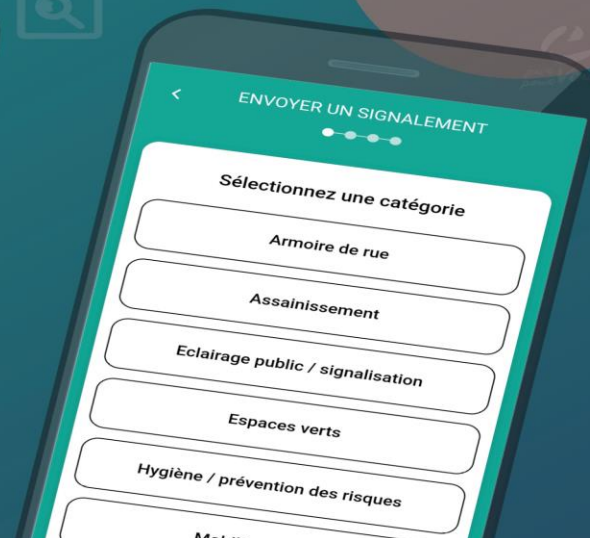 ENVOYER UN SIGNALEMENT
Sélectionnez une catégorie
Armoire de rue
Assainissement
Eclairage public / signalisation
Espaces verts
Hygiène / prévention des risques